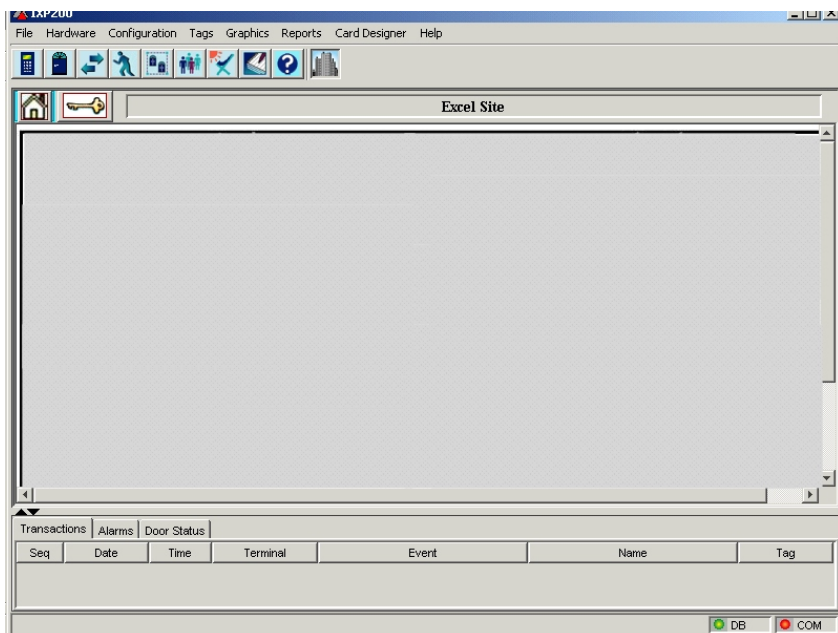 IXP200
File Hardware Configuration Tags Graphics Reports Card Designer Help
Excel Site
Transactions Alarms Door Status
Seq Date Time Terminal Event Name Tag
DB COM